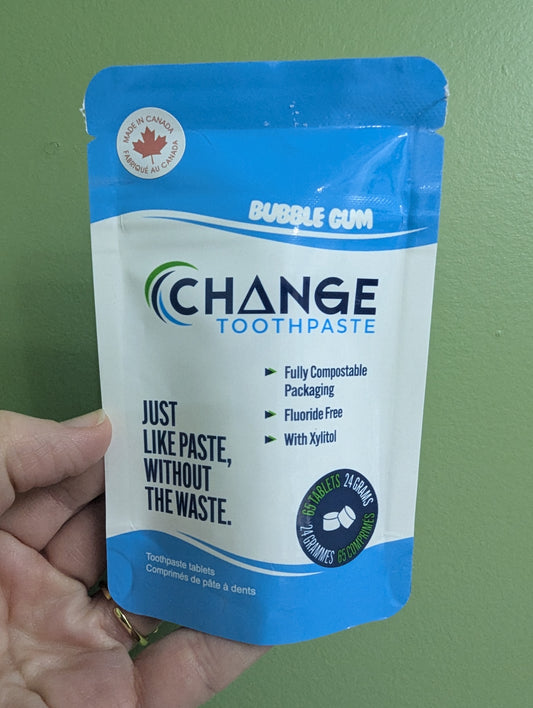 MADE IN CANADA
FABRIQUÉ AU CANADA
BUBBLE GUM
CHANGE
TOOTHPASTE
Fully Compostable
Packaging
Fluoride Free
With Xylitol
JUST
LIKE PASTE,
WITHOUT
THE WASTE.
65 TABLETS 24 GRAMS
24 GRAMMES 65 COMPRIMÉS
Toothpaste tablets
Comprimés de pâte à dents